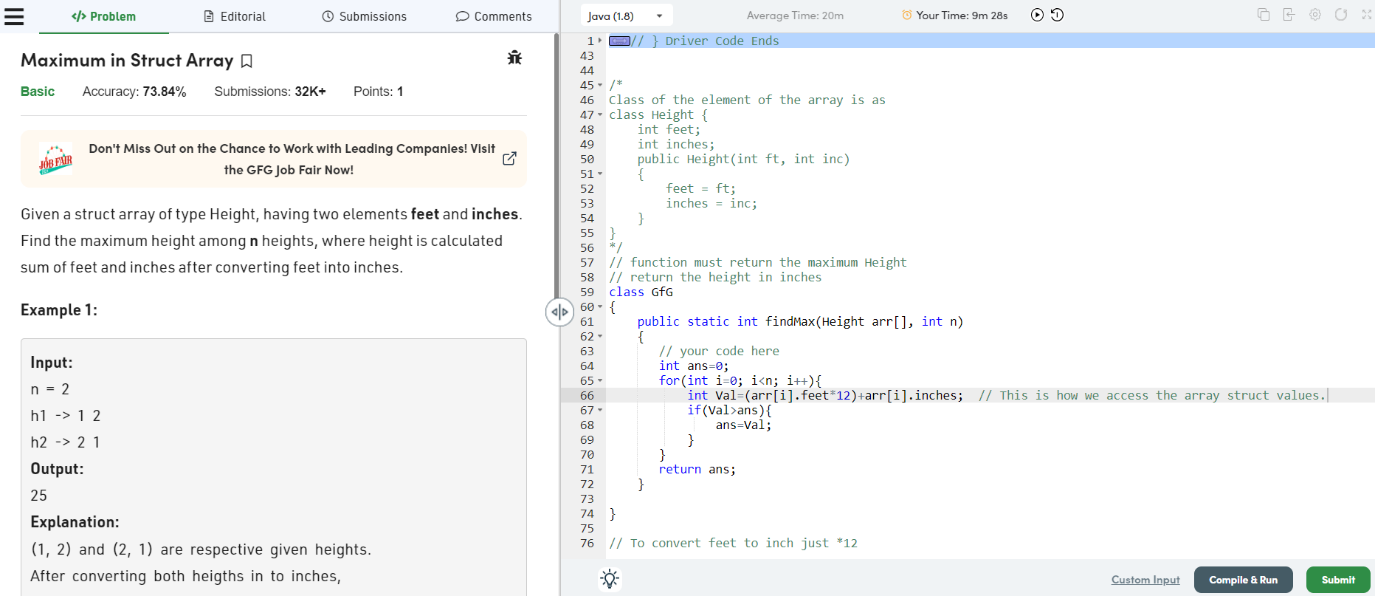 Problem
Editorial
Submissions
Comments
Maximum in Struct Array
Basic Accuracy: 73.84% Submissions: 32K+ Points: 1
JOB FAIR
Don't Miss Out on the Chance to Work with Leading Companies! Visit
the GFG Job Fair Now!
Given a struct array of type Height, having two elements feet and inches.
Find the maximum height among n heights, where height is calculated
sum of feet and inches after converting feet into inches.
Example 1:
Input:
n = 2
h1 -> 1 2
h2 -> 2 1
Output:
25
Explanation:
(1, 2) and (2, 1) are respective given heights.
After converting both heigths in to inches,
Java (1.8) Average Time: 20m Your Time: 9m 28s
1 // } Driver Code Ends
43
44
45 /*
46 Class of the element of the array is as
47 class Height {
48     int feet;
49     int inches;
50     public Height(int ft, int inc)
51     {
52         feet = ft;
53         inches = inc;
54     }
55 }
56 */
57 // function must return the maximum Height
58 // return the height in inches
59 class GfG
60 {
61     public static int findMax(Height arr[], int n)
62     {
63        // your code here
64        int ans=0;
65        for(int i=0; i<n; i++){
66            int Val=(arr[i].feet*12)+arr[i].inches;  // This is how we access the array struct values.
67            if(Val>ans){
68                ans=Val;
69            }
70        }
71        return ans;
72     }
73
74 }
75
76 // To convert feet to inch just *12
Custom Input
Compile & Run
Submit